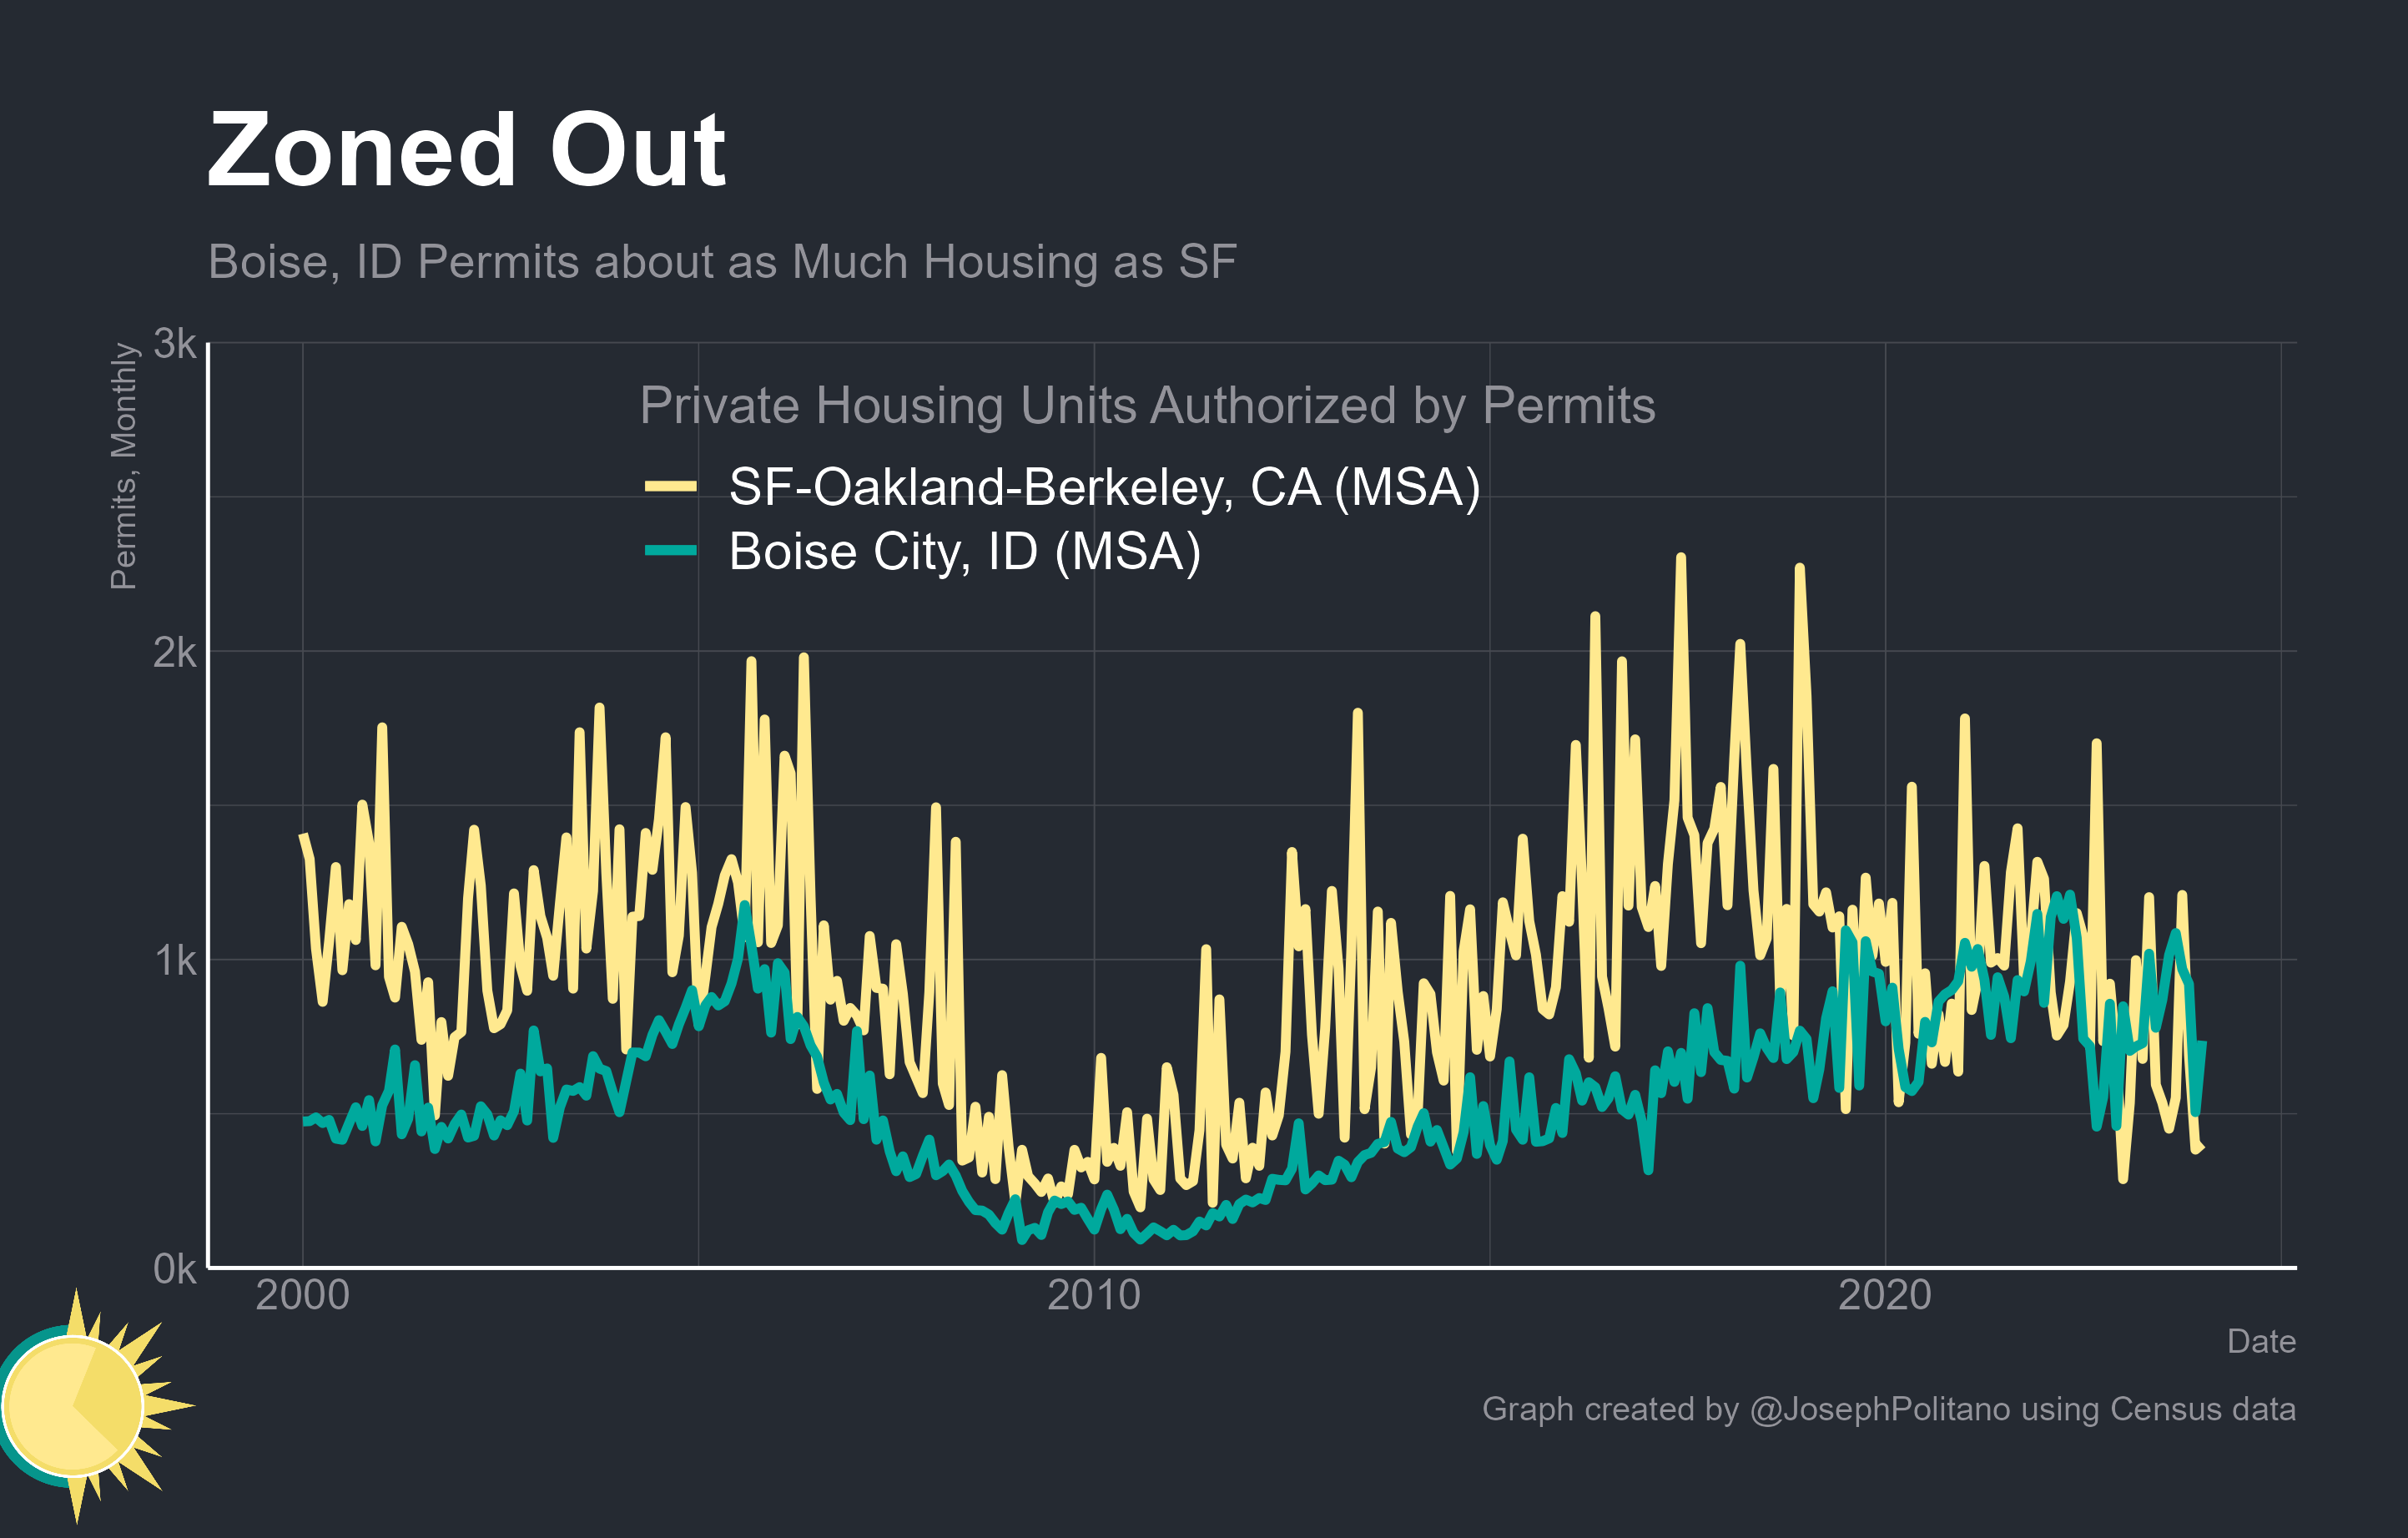 Zoned Out
Boise, ID Permits about as Much Housing as SF
Permits, Monthly
3k
2k
1k
0k
Private Housing Units Authorized by Permits
SF-Oakland-Berkeley, CA (MSA)
Boise City, ID (MSA)
2000 2010 2020
Date
Graph created by @JosephPolitano using Census data